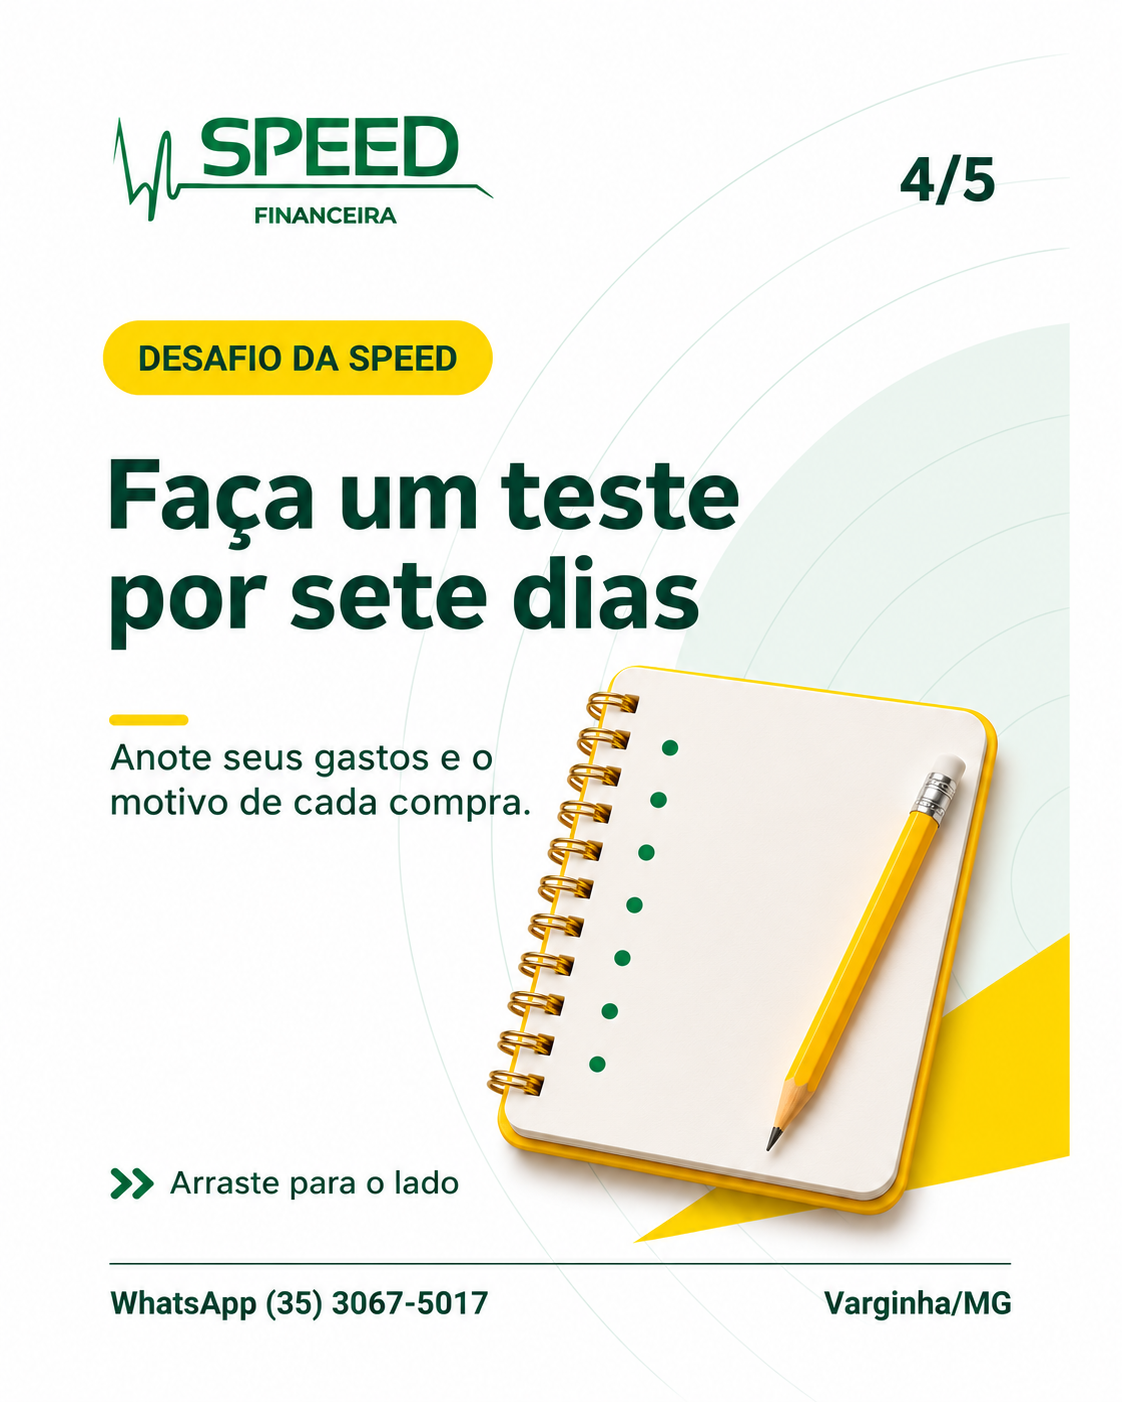 SPEED
FINANCEIRA
4/5
DESAFIO DA SPEED
Faça um teste
por sete dias
Anote seus gastos e o
motivo de cada compra.
Arraste para o lado
WhatsApp (35) 3067-5017
Varginha/MG